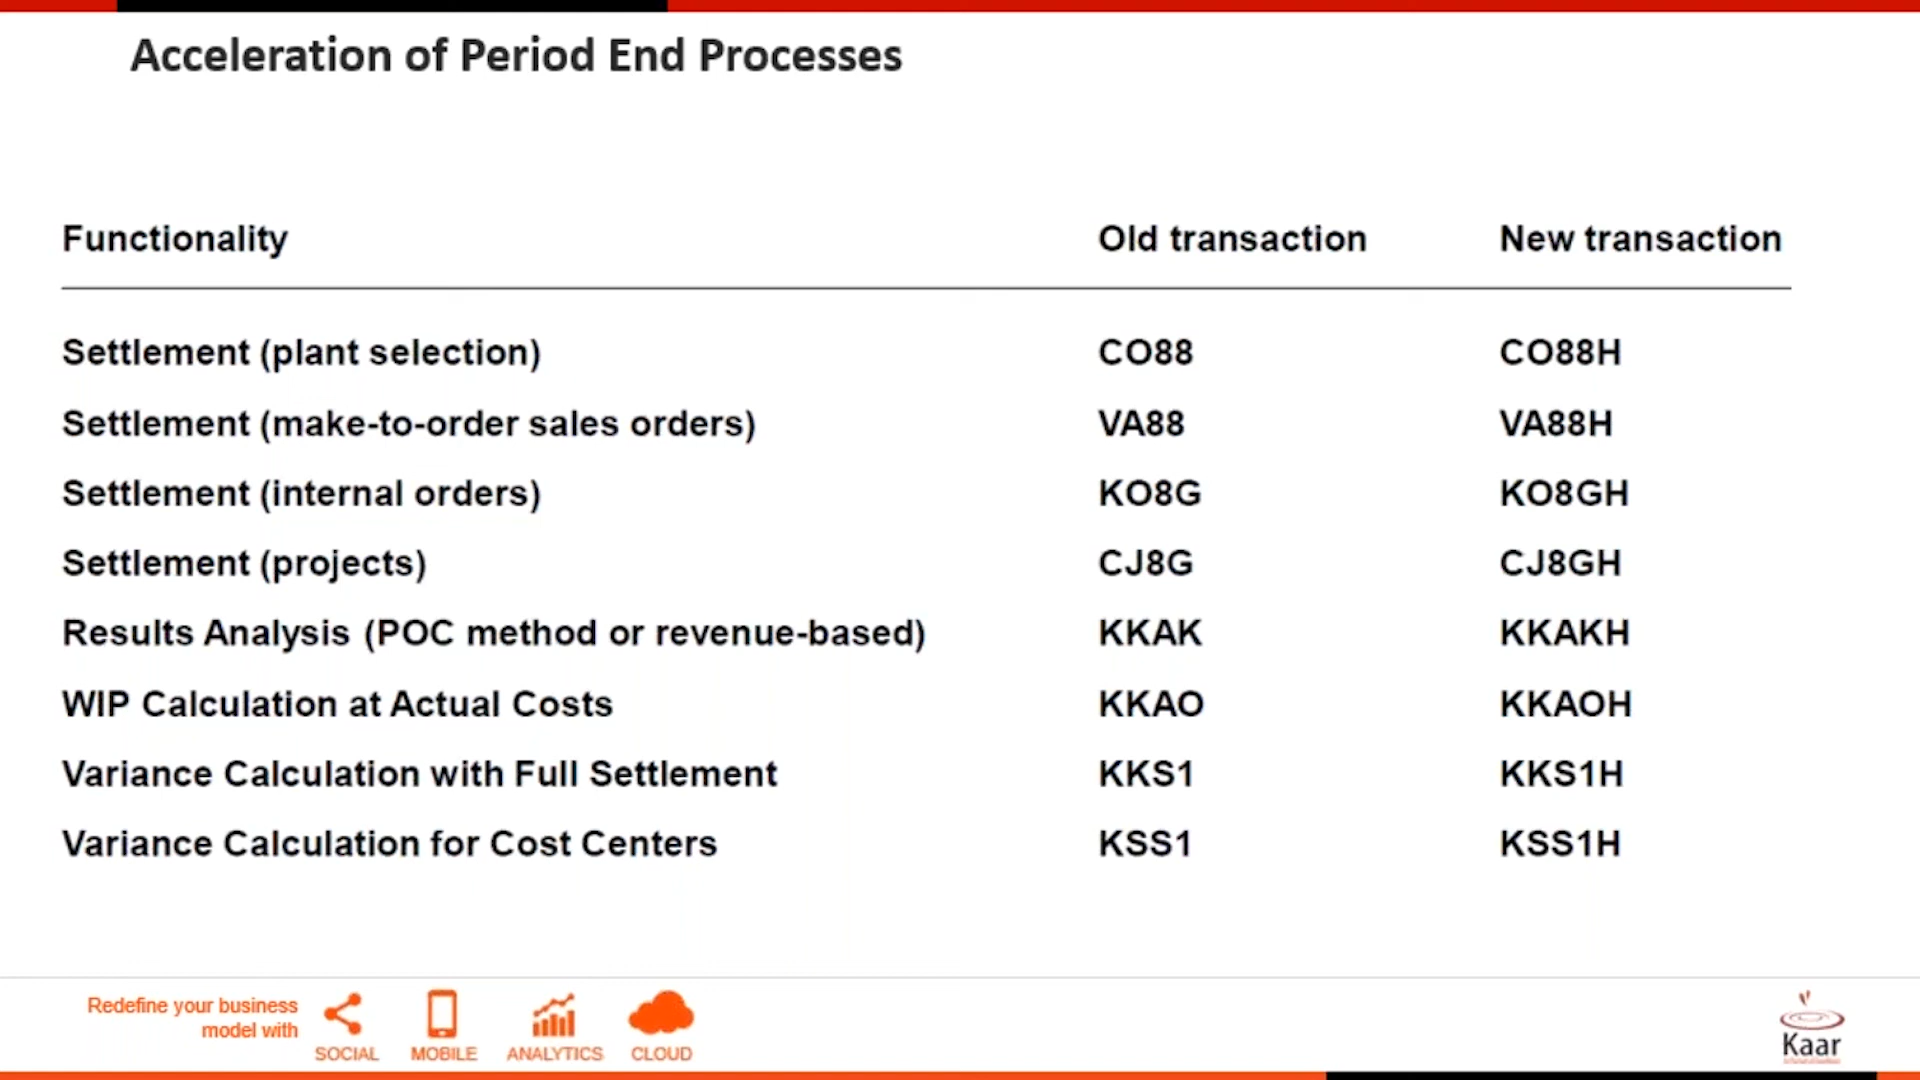 Acceleration of Period End Processes
Functionality Old transaction New transaction
Settlement (plant selection) CO88 CO88H
Settlement (make-to-order sales orders) VA88 VA88H
Settlement (internal orders) KO8G KO8GH
Settlement (projects) CJ8G CJ8GH
Results Analysis (POC method or revenue-based) KKAK KKAKH
WIP Calculation at Actual Costs KKAO KKAOH
Variance Calculation with Full Settlement KKS1 KKS1H
Variance Calculation for Cost Centers KSS1 KSS1H
Redefine your business
model with
SOCIAL MOBILE ANALYTICS CLOUD
Kaar